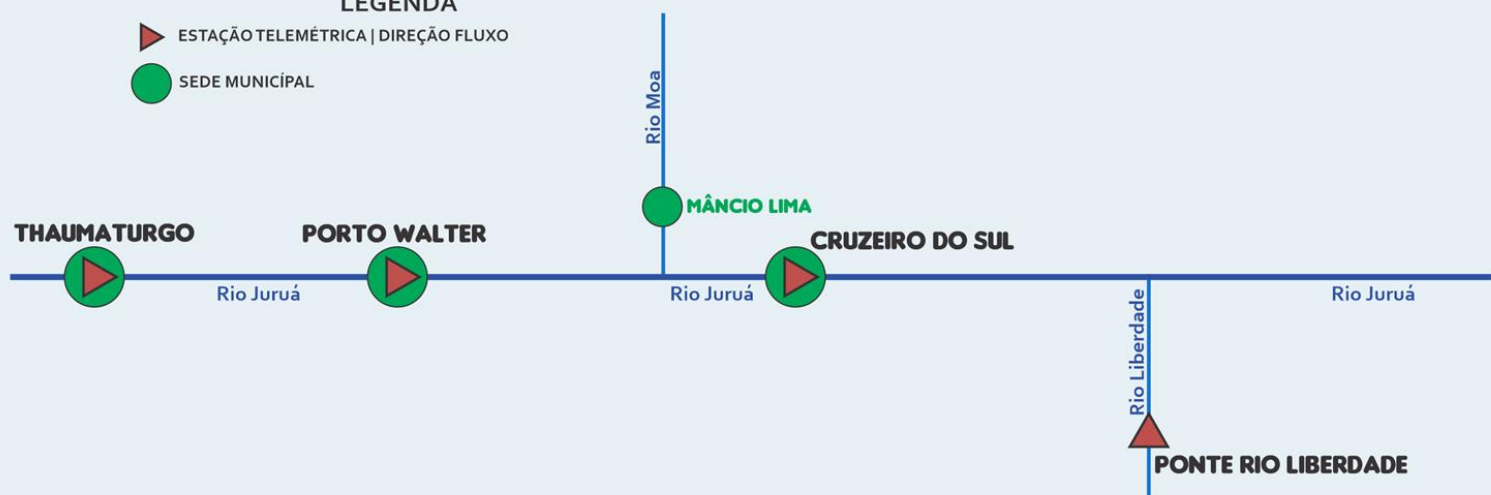 LEGENDA
ESTAÇÃO TELEMÉTRICA | DIREÇÃO FLUXO
SEDE MUNICÍPAL
Rio Moa
MÂNCIO LIMA
THAUMATURGO
PORTO WALTER
CRUZEIRO DO SUL
Rio Juruá
Rio Juruá
Rio Juruá
Rio Liberdade
PONTE RIO LIBERDADE